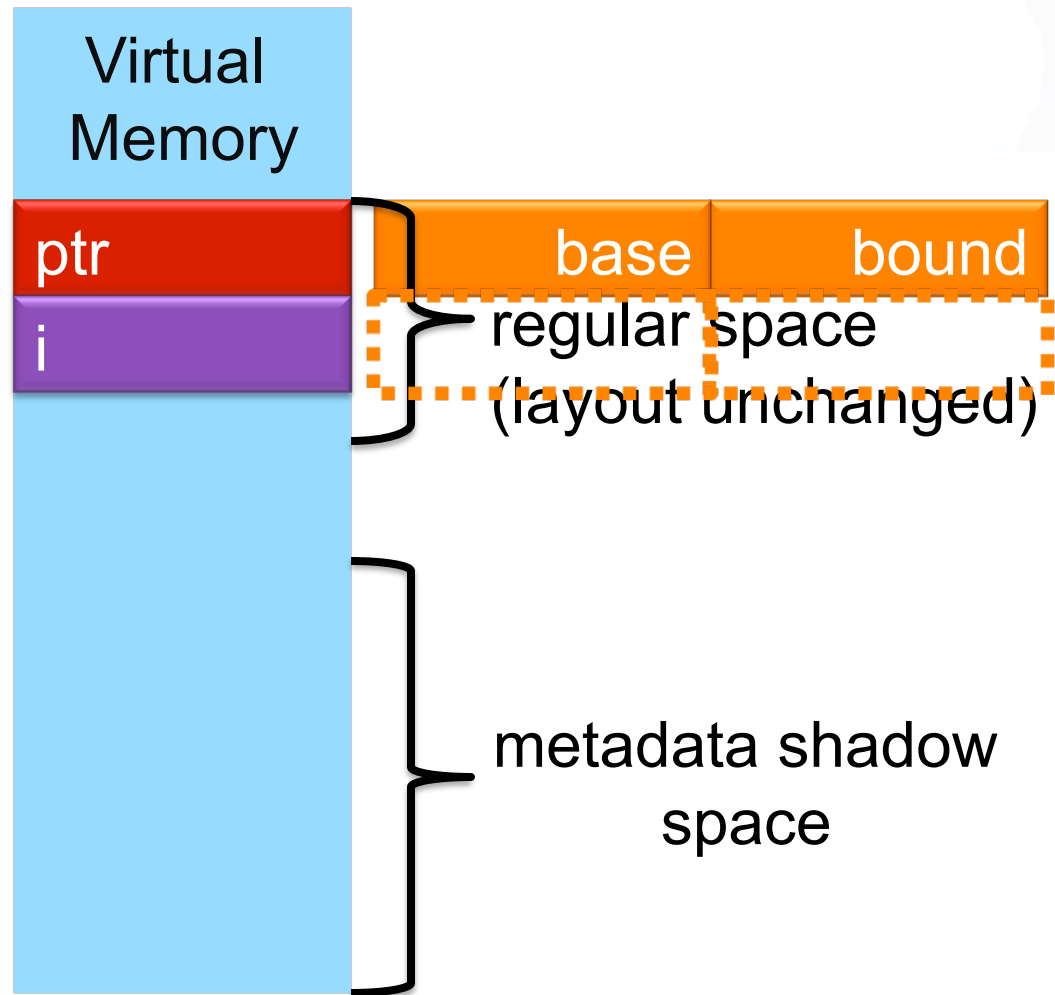 Virtual
Memory
ptr
base
bound
i
regular space
(layout unchanged)
metadata shadow
space